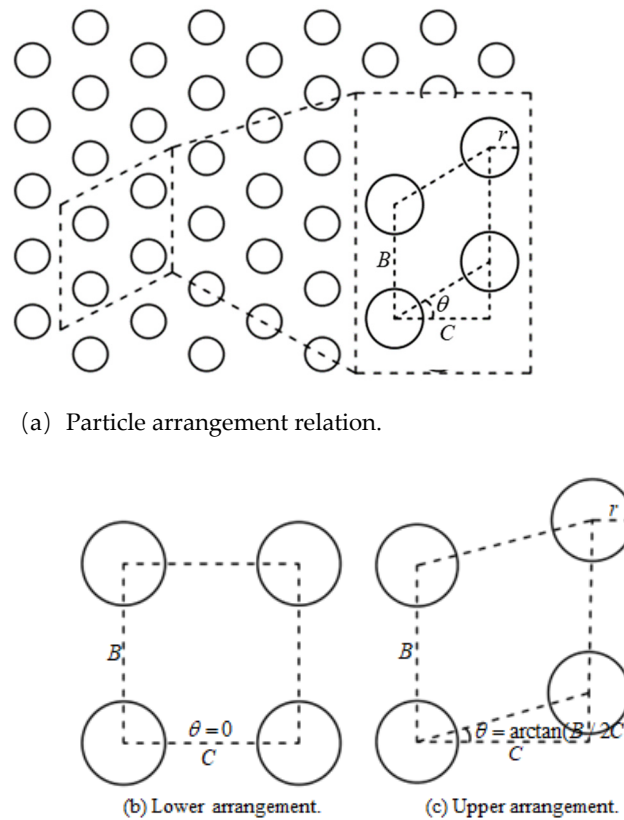 r
B
θ
C
(a) Particle arrangement relation.
r
B
B
θ = 0
θ = arctan(B / 2C
C
C
(b) Lower arrangement.
(c) Upper arrangement.